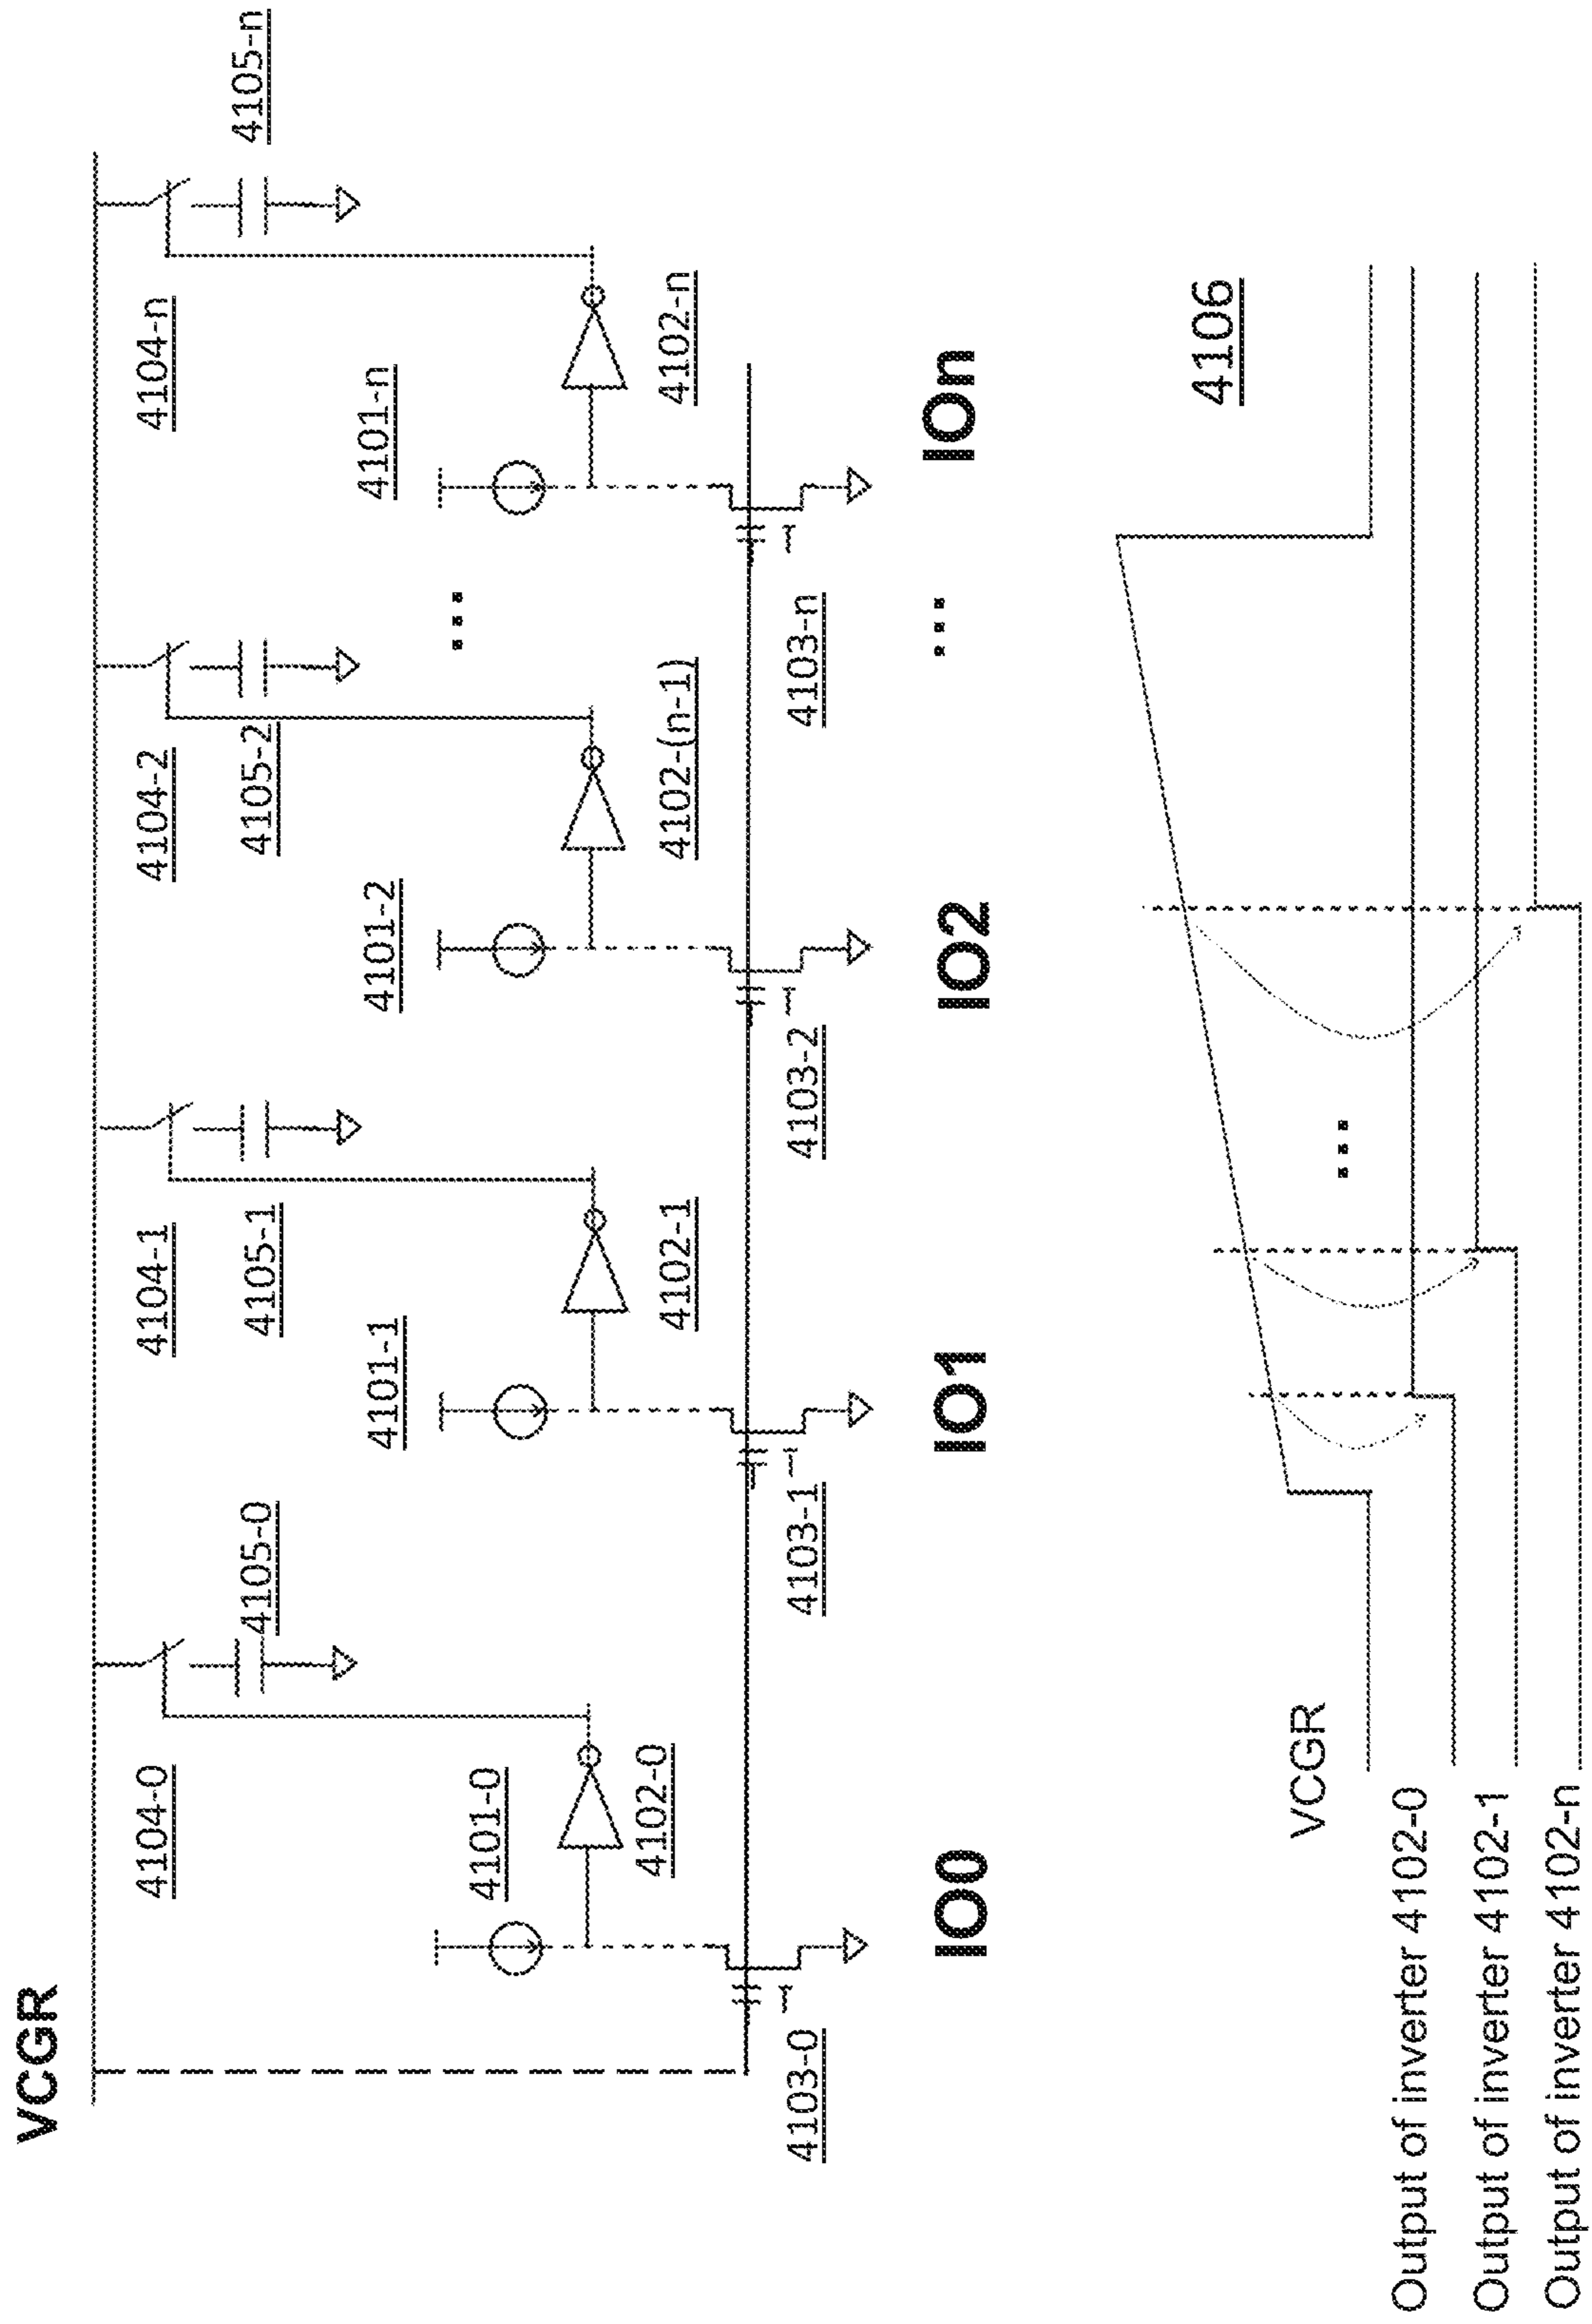 VCGR
4104-0
4105-0
4104-1
4105-1
4104-2
4105-2
4104-n
4105-n
4101-0
4102-0
4101-1
4102-1
4101-2
4102-(n-1)
...
4101-n
4102-n
4103-0
4103-1
4103-2
4103-n
IO0
IO1
IO2
...
IOn
4106
VCGR
...
Output of inverter 4102-0
Output of inverter 4102-1
Output of inverter 4102-n